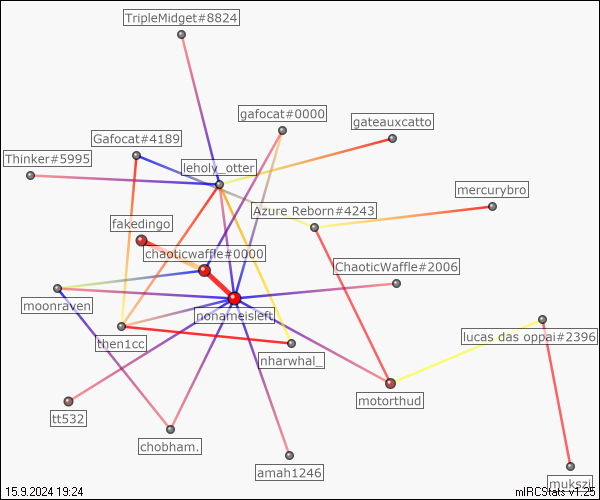 TripleMidget#8824
gafocat#0000
gateauxcatto
Gafocat#4189
Thinker#5995
leholy_otter
mercurybro
Azure Reborn#4243
fakedingo
chaoticwaffle#0000
ChaoticWaffle#2006
moonraven
nonameisleft
then1cc
lucas das oppai#2396
nharwhal_
motorthud
tt532
chobham.
amah1246
mukszi
15.9.2024 19:24
mIRCStats v1.25